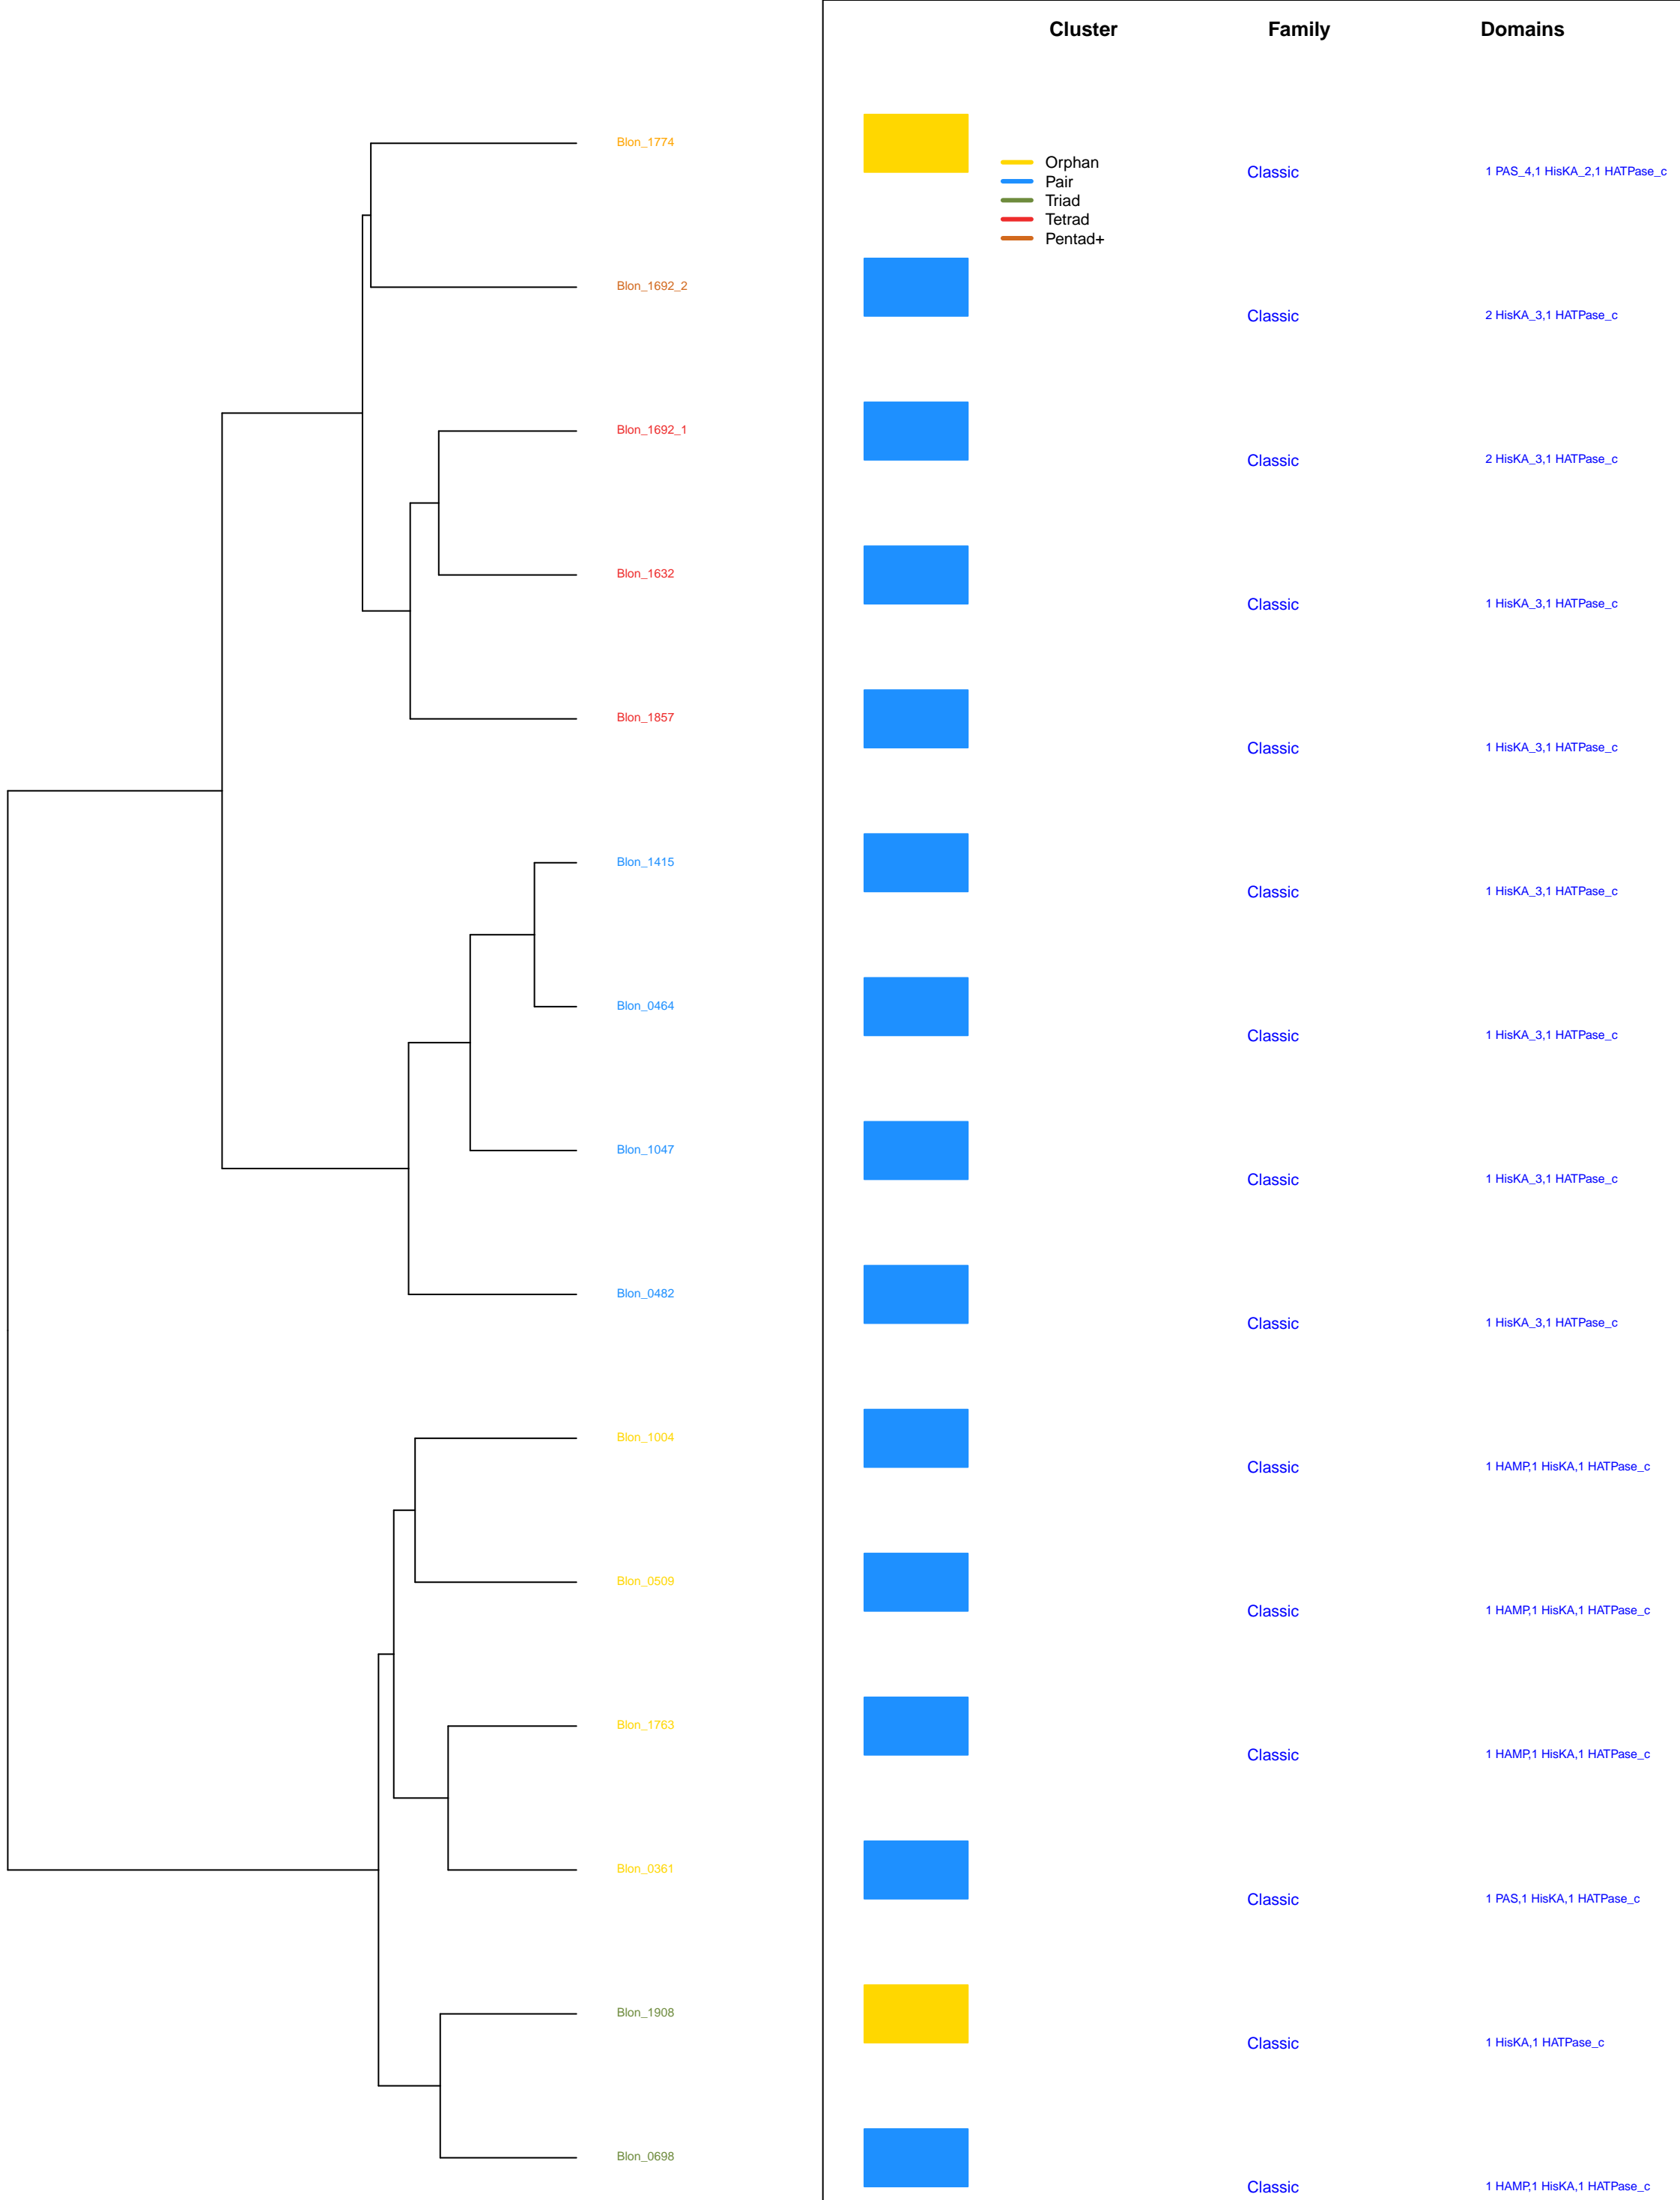 Cluster Family Domains
Blon_1774
Orphan
Pair
Triad
Tetrad
Pentad+
Classic 1 PAS_4,1 HisKA_2,1 HATPase_c
Blon_1692_2
Classic 2 HisKA_3,1 HATPase_c
Blon_1692_1
Classic 2 HisKA_3,1 HATPase_c
Blon_1632
Classic 1 HisKA_3,1 HATPase_c
Blon_1857
Classic 1 HisKA_3,1 HATPase_c
Blon_1415
Classic 1 HisKA_3,1 HATPase_c
Blon_0464
Classic 1 HisKA_3,1 HATPase_c
Blon_1047
Classic 1 HisKA_3,1 HATPase_c
Blon_0482
Classic 1 HisKA_3,1 HATPase_c
Blon_1004
Classic 1 HAMP,1 HisKA,1 HATPase_c
Blon_0509
Classic 1 HAMP,1 HisKA,1 HATPase_c
Blon_1763
Classic 1 HAMP,1 HisKA,1 HATPase_c
Blon_0361
Classic 1 PAS,1 HisKA,1 HATPase_c
Blon_1908
Classic 1 HisKA,1 HATPase_c
Blon_0698
Classic 1 HAMP,1 HisKA,1 HATPase_c